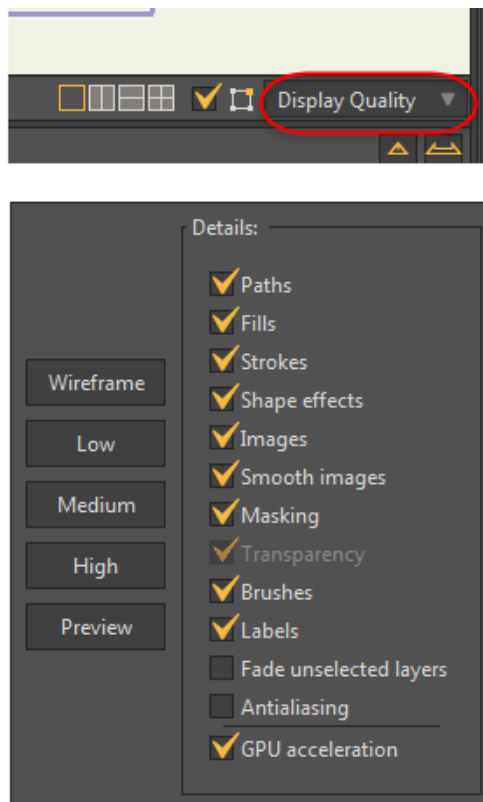 Display Quality
Details:
Paths
Fills
Strokes
Wireframe
Shape effects
Low
Images
Smooth images
Medium
Masking
High
Transparency
Brushes
Preview
Labels
Fade unselected layers
Antialiasing
GPU acceleration